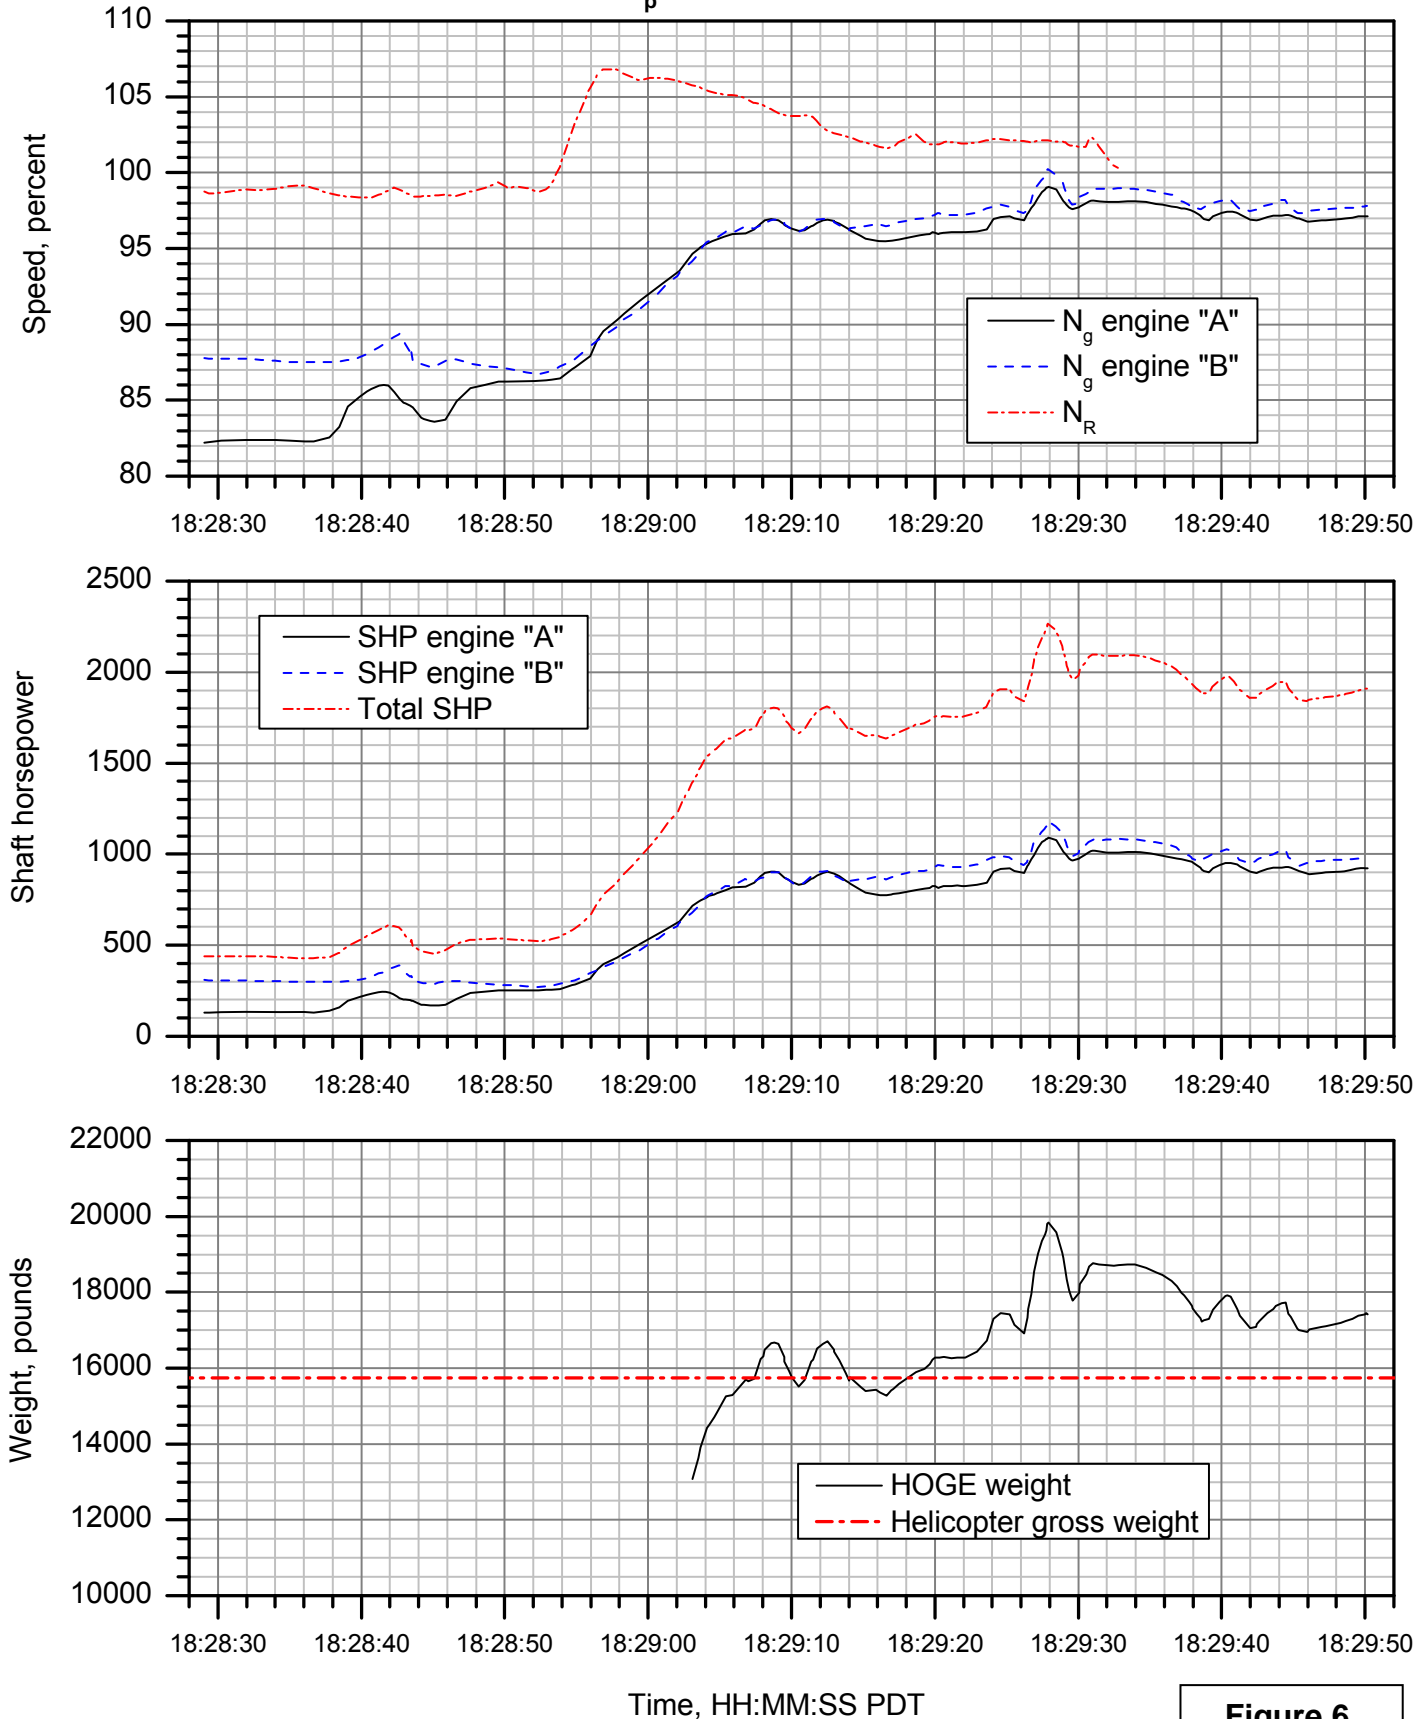 p
110
105
100
95
90
85
80
Speed, percent
N_g engine "A"
N_g engine "B"
N_R
18:28:30 18:28:40 18:28:50 18:29:00 18:29:10 18:29:20 18:29:30 18:29:40 18:29:50
2500
2000
1500
1000
500
0
Shaft horsepower
SHP engine "A"
SHP engine "B"
Total SHP
18:28:30 18:28:40 18:28:50 18:29:00 18:29:10 18:29:20 18:29:30 18:29:40 18:29:50
22000
20000
18000
16000
14000
12000
10000
Weight, pounds
HOGE weight
Helicopter gross weight
18:28:30 18:28:40 18:28:50 18:29:00 18:29:10 18:29:20 18:29:30 18:29:40 18:29:50
Time, HH:MM:SS PDT
Figure 6